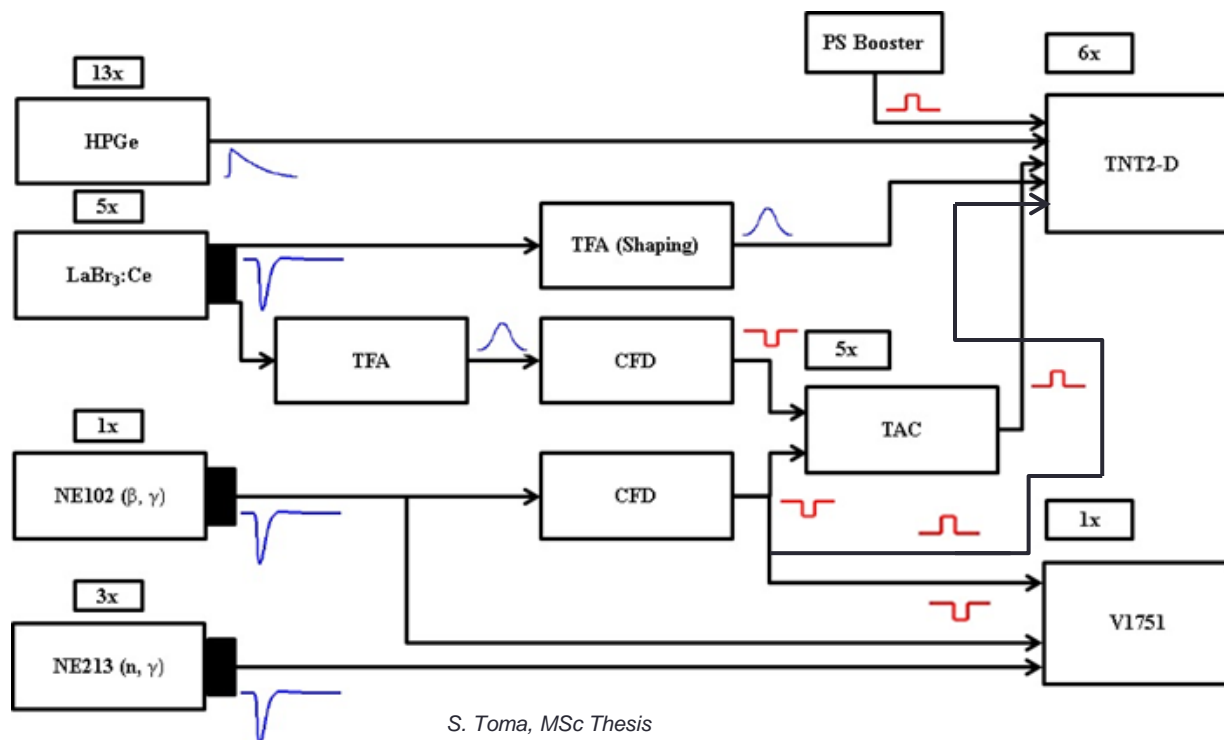 PS Booster
13x
6x
HPGe
TNT2-D
5x
LaBr₃:Ce
TFA (Shaping)
TFA
CFD
5x
TAC
1x
NE102 (β, γ)
CFD
1x
3x
NE213 (n, γ)
V1751
S. Toma, MSc Thesis